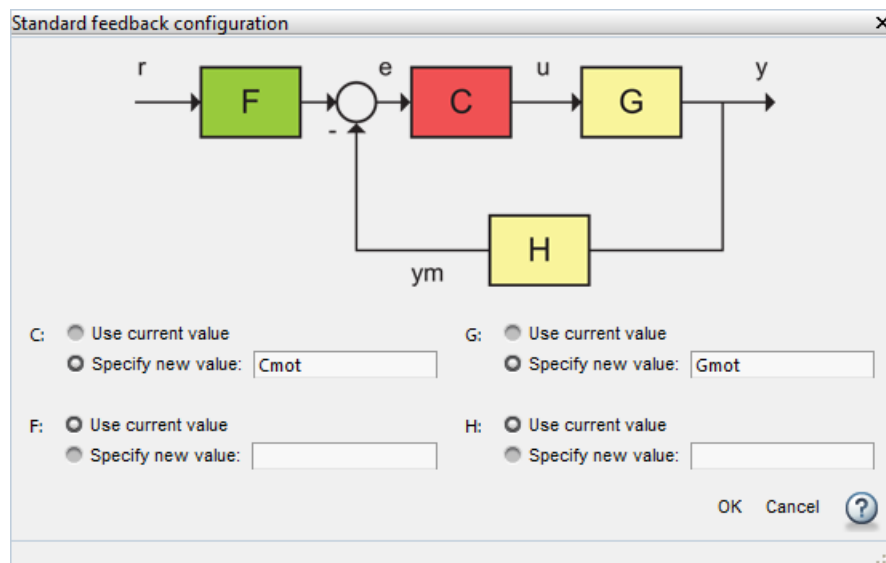 Standard feedback configuration ×
r e u y
F C G
-
H
ym
C: Use current value G: Use current value
Specify new value: Cmot Specify new value: Gmot
F: Use current value H: Use current value
Specify new value: Specify new value:
OK Cancel ?